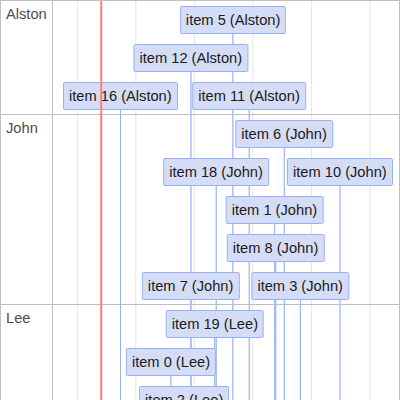 Alston
item 5 (Alston)
item 12 (Alston)
item 16 (Alston)
item 11 (Alston)
John
item 6 (John)
item 18 (John)
item 10 (John)
item 1 (John)
item 8 (John)
item 7 (John)
item 3 (John)
Lee
item 19 (Lee)
item 0 (Lee)
item 2 (Lee)